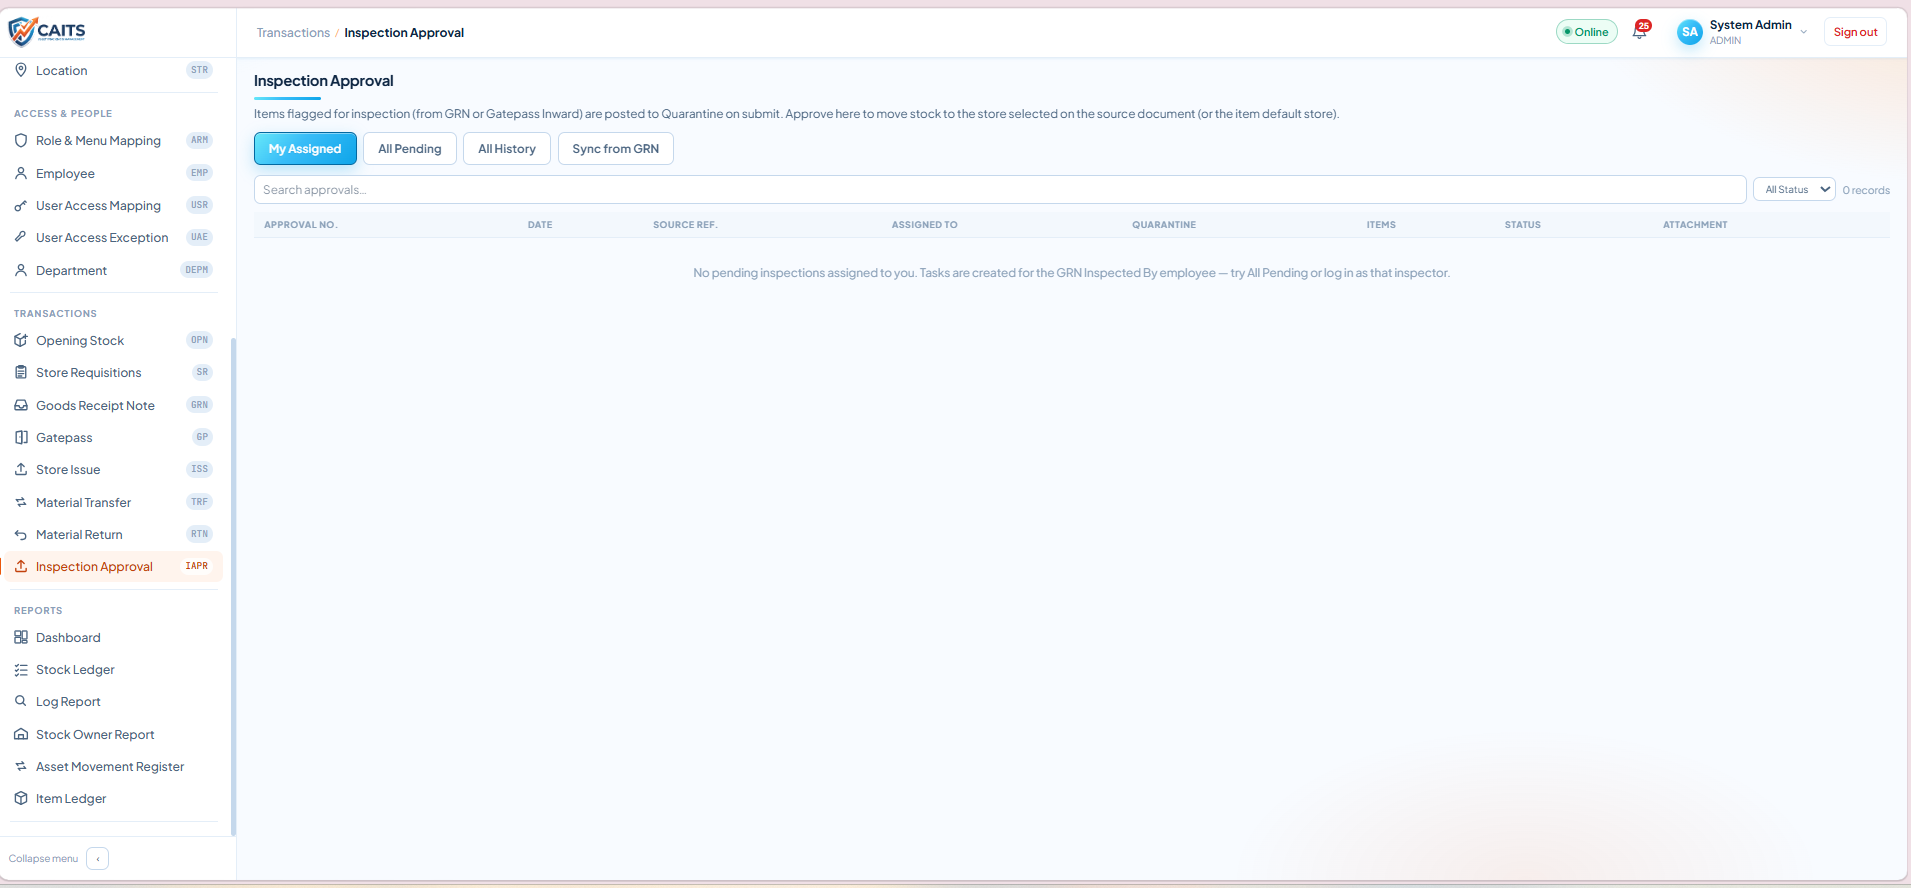 CAITS
Transactions / Inspection Approval
Online
25
SA
System Admin
ADMIN
Sign out
Location STR
ACCESS & PEOPLE
Role & Menu Mapping ARM
Employee EMP
User Access Mapping USR
User Access Exception UAE
Department DEPM
TRANSACTIONS
Opening Stock OPN
Store Requisitions SR
Goods Receipt Note GRN
Gatepass GP
Store Issue ISS
Material Transfer TRF
Material Return RTN
Inspection Approval IAPR
REPORTS
Dashboard
Stock Ledger
Log Report
Stock Owner Report
Asset Movement Register
Item Ledger
Collapse menu
Inspection Approval
Items flagged for inspection (from GRN or Gatepass Inward) are posted to Quarantine on submit. Approve here to move stock to the store selected on the source document (or the item default store).
My Assigned All Pending All History Sync from GRN
Search approvals... All Status 0 records
APPROVAL NO. DATE SOURCE REF. ASSIGNED TO QUARANTINE ITEMS STATUS ATTACHMENT
No pending inspections assigned to you. Tasks are created for the GRN Inspected By employee — try All Pending or log in as that inspector.